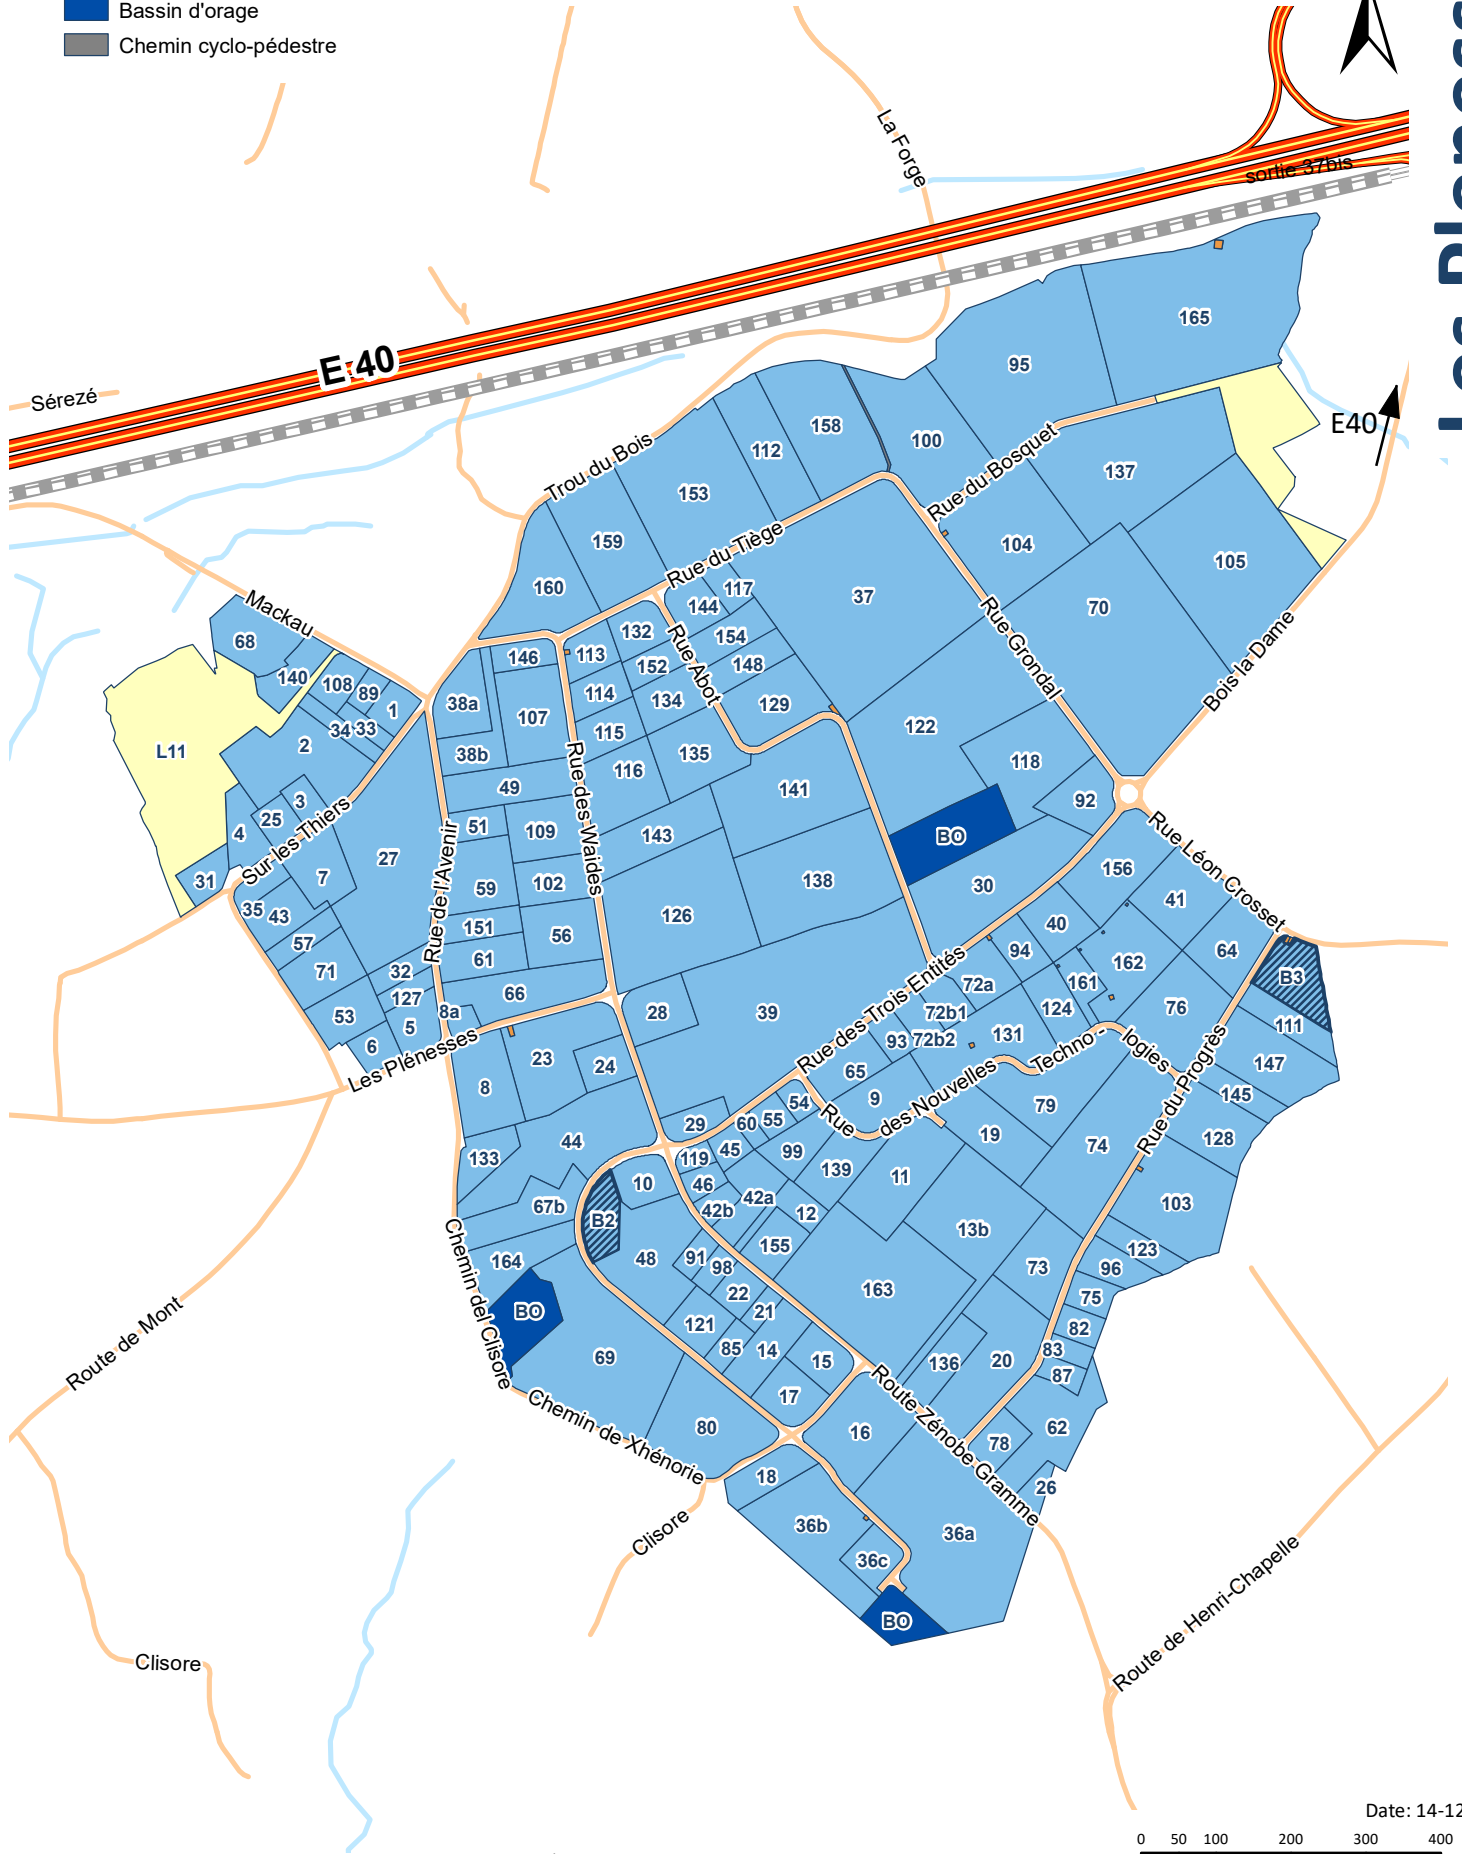 Bassin d'orage
Chemin cyclo-pédestre
La Forge
sortie 37bis
E 40
Sérezé
165
95
E40
158
100
112
Rue du Bosquet
137
Trou du Bois
153
159
Rue du Tiège
104
105
160
117
37
144
70
Mackau
132
154
68
146
113
Rue Abot
152
148
Rue Grondal
Bois la Dame
140
108
89
1
38a
114
134
129
107
34
33
115
122
2
L11
38b
135
116
118
49
141
3
92
25
51
109
143
BO
4
Sur les Thiers
Rue de l'Avenir
Rue des Waides
Rue Léon Crosset
27
7
31
59
102
138
30
156
35
43
126
41
151
56
40
57
61
94
64
71
32
Rue des Trois Entités
162
B3
127
66
72a
161
53
8a
28
39
72b1
124
76
111
5
6
93
72b2
131
Techno-
logies
Les Plénesses
23
24
65
147
8
9
des Nouvelles
Rue
Rue du Progrès
54
79
145
29
60
55
19
74
128
44
45
99
133
119
139
11
10
46
103
67b
42a
42b
12
B2
13b
155
123
Chemin del Clisore
164
48
91
98
73
96
22
163
75
BO
21
82
121
85
14
83
69
15
136
20
87
Route de Mont
17
Chemin de Xhénorie
80
16
Route Zénobe Gramme
62
78
18
26
36b
36a
Clisore
36c
BO
Route de Henri-Chapelle
Clisore
Date: 14-12
0 50 100 200 300 400